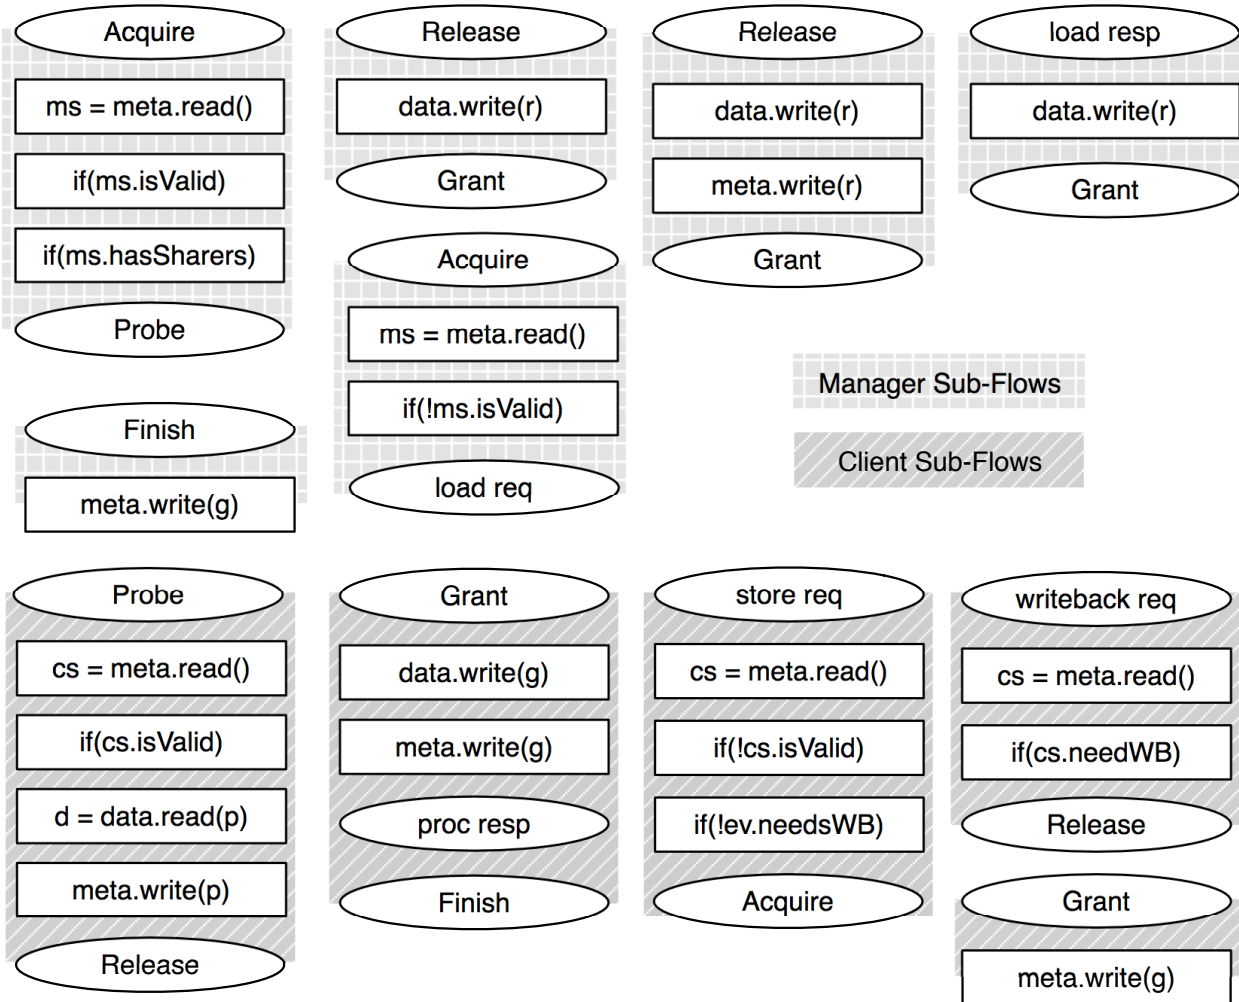 Acquire
ms = meta.read()
if(ms.isValid)
if(ms.hasSharers)
Probe
Release
data.write(r)
Grant
Release
data.write(r)
meta.write(r)
Grant
load resp
data.write(r)
Grant
Acquire
ms = meta.read()
if(!ms.isValid)
load req
Finish
meta.write(g)
Manager Sub-Flows
Client Sub-Flows
Probe
cs = meta.read()
if(cs.isValid)
d = data.read(p)
meta.write(p)
Release
Grant
data.write(g)
meta.write(g)
proc resp
Finish
store req
cs = meta.read()
if(!cs.isValid)
if(!ev.needsWB)
Acquire
writeback req
cs = meta.read()
if(cs.needWB)
Release
Grant
meta.write(g)